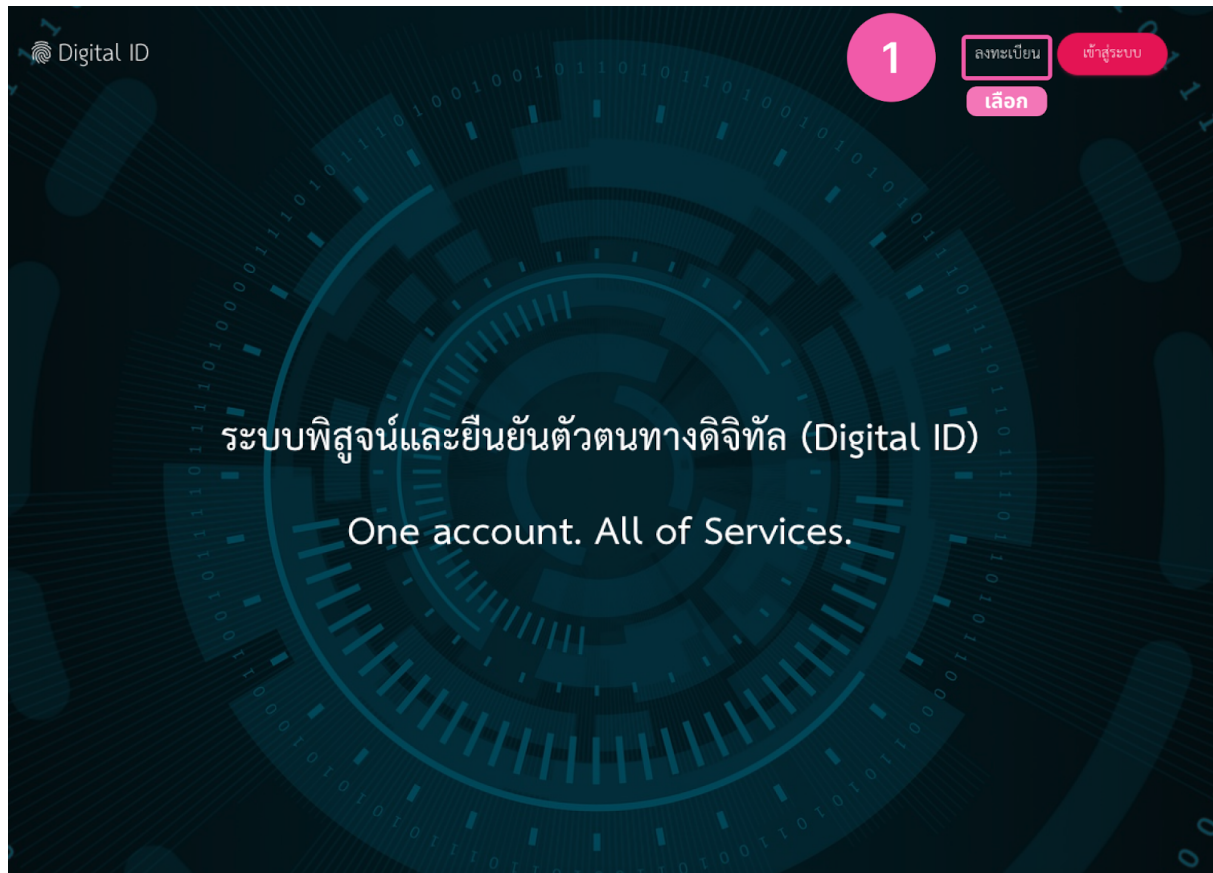 Digital ID
1
ลงทะเบียน
เข้าสู่ระบบ
เลือก
ระบบพิสูจน์และยืนยันตัวตนทางดิจิทัล (Digital ID)
One account. All of Services.